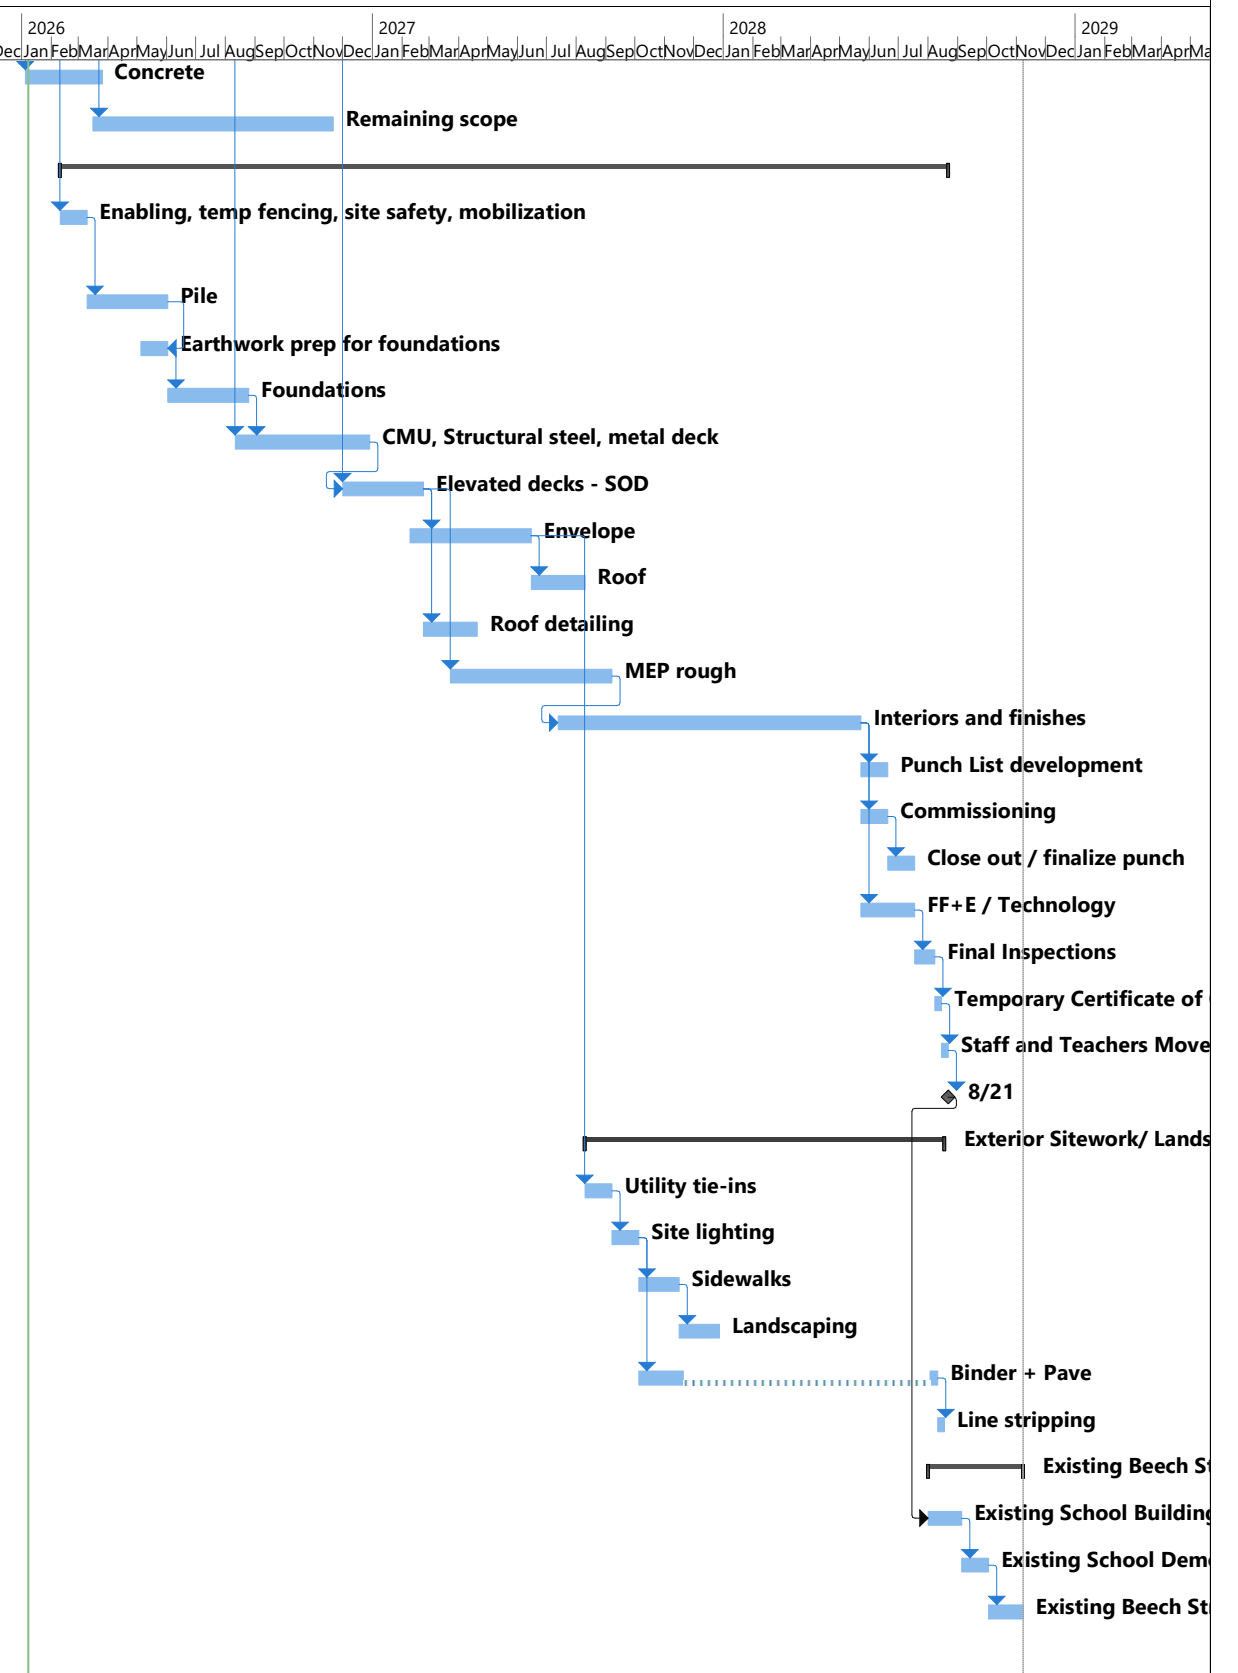 2026 2027 2028 2029
Dec Jan Feb Mar Apr May Jun Jul Aug Sep Oct Nov Dec Jan Feb Mar Apr May Jun Jul Aug Sep Oct Nov Dec Jan Feb Mar Apr May Jun Jul Aug Sep Oct Nov Dec Jan Feb Mar Apr Ma
Concrete
Remaining scope
Enabling, temp fencing, site safety, mobilization
Pile
Earthwork prep for foundations
Foundations
CMU, Structural steel, metal deck
Elevated decks - SOD
Envelope
Roof
Roof detailing
MEP rough
Interiors and finishes
Punch List development
Commissioning
Close out / finalize punch
FF+E / Technology
Final Inspections
Temporary Certificate of
Staff and Teachers Move
8/21
Exterior Sitework/ Lands
Utility tie-ins
Site lighting
Sidewalks
Landscaping
Binder + Pave
Line stripping
Existing Beech St
Existing School Building
Existing School Dem
Existing Beech Str